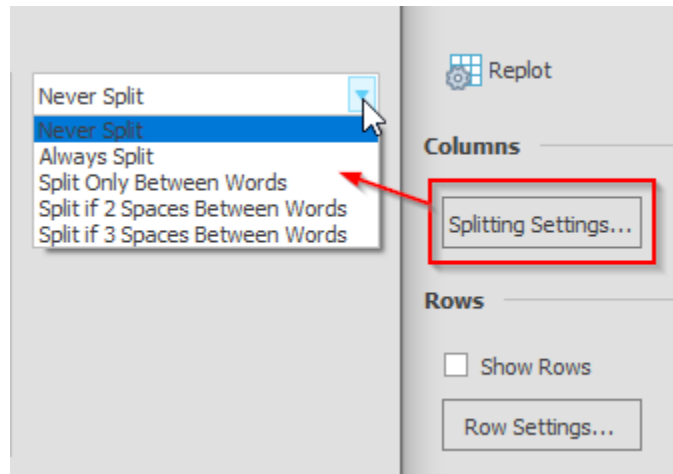 Never Split
Never Split
Always Split
Split Only Between Words
Split if 2 Spaces Between Words
Split if 3 Spaces Between Words
Replot
Columns
Splitting Settings...
Rows
Show Rows
Row Settings...